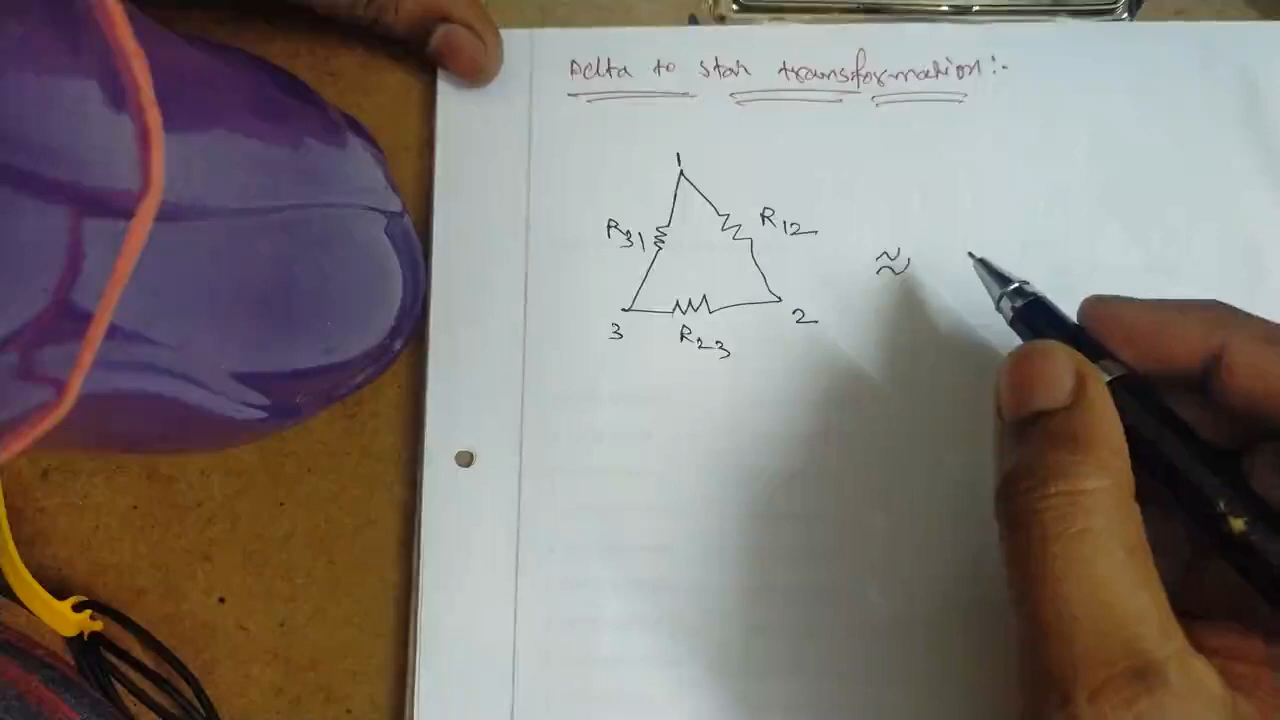 Delta to star transformation:-
1
R31
R12
≈
3
2
R23